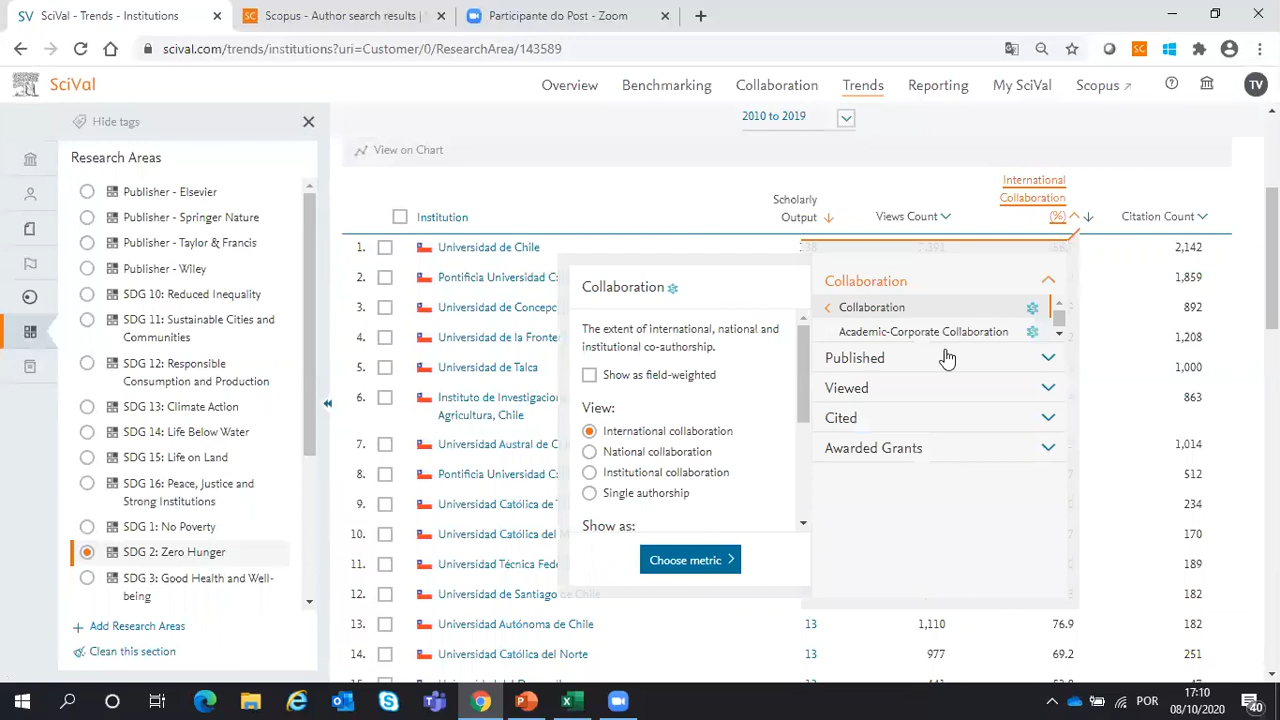 SV SciVal - Trends - Institutions
SC Scopus - Author search results |
Participante do Post - Zoom
scival.com/trends/institutions?uri=Customer/0/ResearchArea/143589
SC
SciVal
Overview
Benchmarking
Collaboration
Trends
Reporting
My SciVal
Scopus
TV
Hide tags
2010 to 2019
Research Areas
View on Chart
Publisher - Elsevier
Publisher - Springer Nature
Publisher - Taylor & Francis
Publisher - Wiley
SDG 10: Reduced Inequality
SDG 11: Sustainable Cities and
Communities
SDG 12: Responsible
Consumption and Production
SDG 13: Climate Action
SDG 14: Life Below Water
SDG 15: Life on Land
SDG 16: Peace, Justice and
Strong Institutions
SDG 1: No Poverty
SDG 2: Zero Hunger
SDG 3: Good Health and Well-
being
Add Research Areas
Clean this section
Institution
Scholarly
Output
Views Count
International
Collaboration
(%)
Citation Count
1. Universidad de Chile 7,391 2,142
2. Pontificia Universidad C 1,859
3. Universidad de Concepc 892
4. Universidad de la Fronte 1,208
5. Universidad de Talca 1,000
6. Instituto de Investigacion 863
Agricultura, Chile
7. Universidad Austral de C 1,014
8. Pontificia Universidad C 512
9. Universidad Católica de T 234
10. Universidad Católica del M 170
11. Universidad Técnica Fede 189
12. Universidad de Santiago de Chile 182
13. Universidad Autónoma de Chile 13 1,110 76.9 182
14. Universidad Católica del Norte 13 977 69.2 251
Collaboration
The extent of international, national and
institutional co-authorship.
Show as field-weighted
View:
International collaboration
National collaboration
Institutional collaboration
Single authorship
Show as:
Choose metric
Collaboration
Collaboration
Academic-Corporate Collaboration
Published
Viewed
Cited
Awarded Grants
POR
17:10
08/10/2020
40